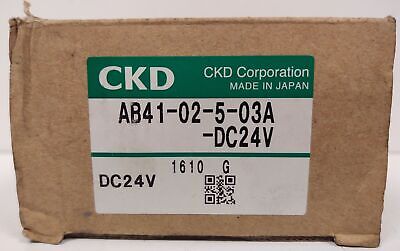 CKD
CKD Corporation
MADE IN JAPAN
AB41-02-5-03A
-DC24V
1610 G
DC24V